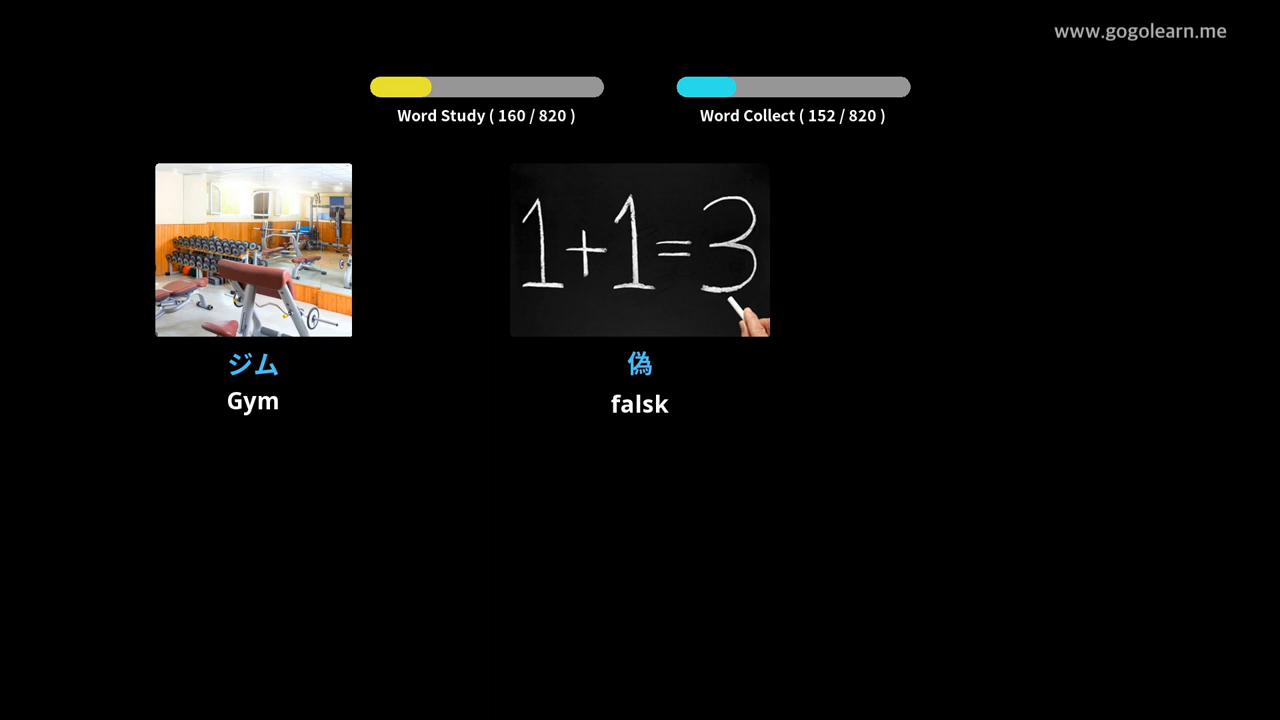 www.gogolearn.me
Word Study ( 160 / 820 )
Word Collect ( 152 / 820 )
1+1=3
ジム
Gym
偽
falsk